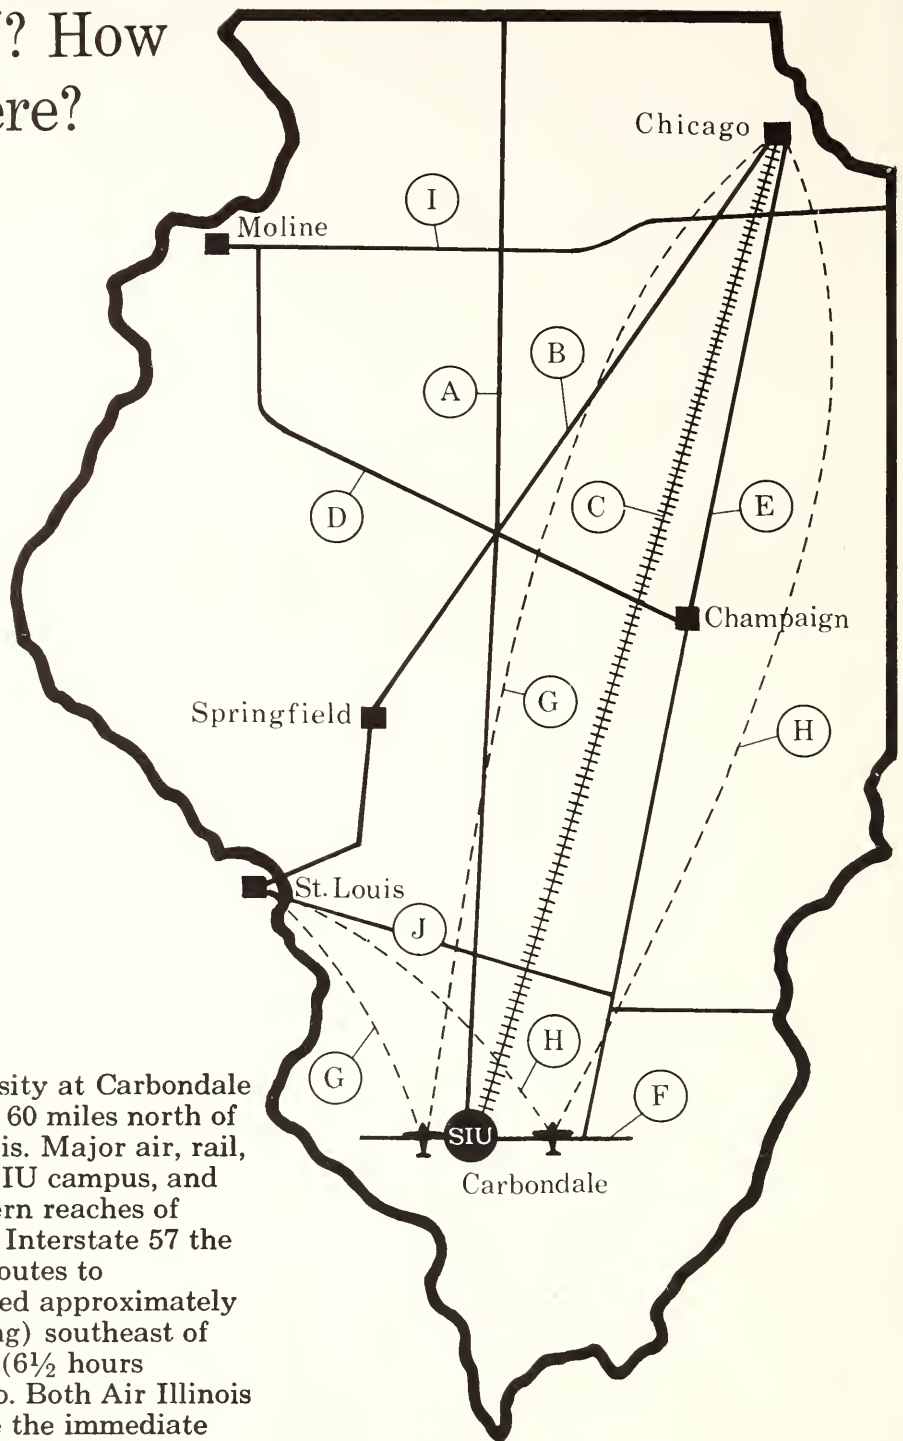 ? How
ere?
Chicago
I
Moline
B
A
C
E
D
Champaign
G
Springfield
H
St. Louis
J
H
G
F
SIU
Carbondale
sity at Carbondale
60 miles north of
is. Major air, rail,
IU campus, and
ern reaches of
Interstate 57 the
outes to
ed approximately
ng) southeast of
(6½ hours
o. Both Air Illinois
e the immediate